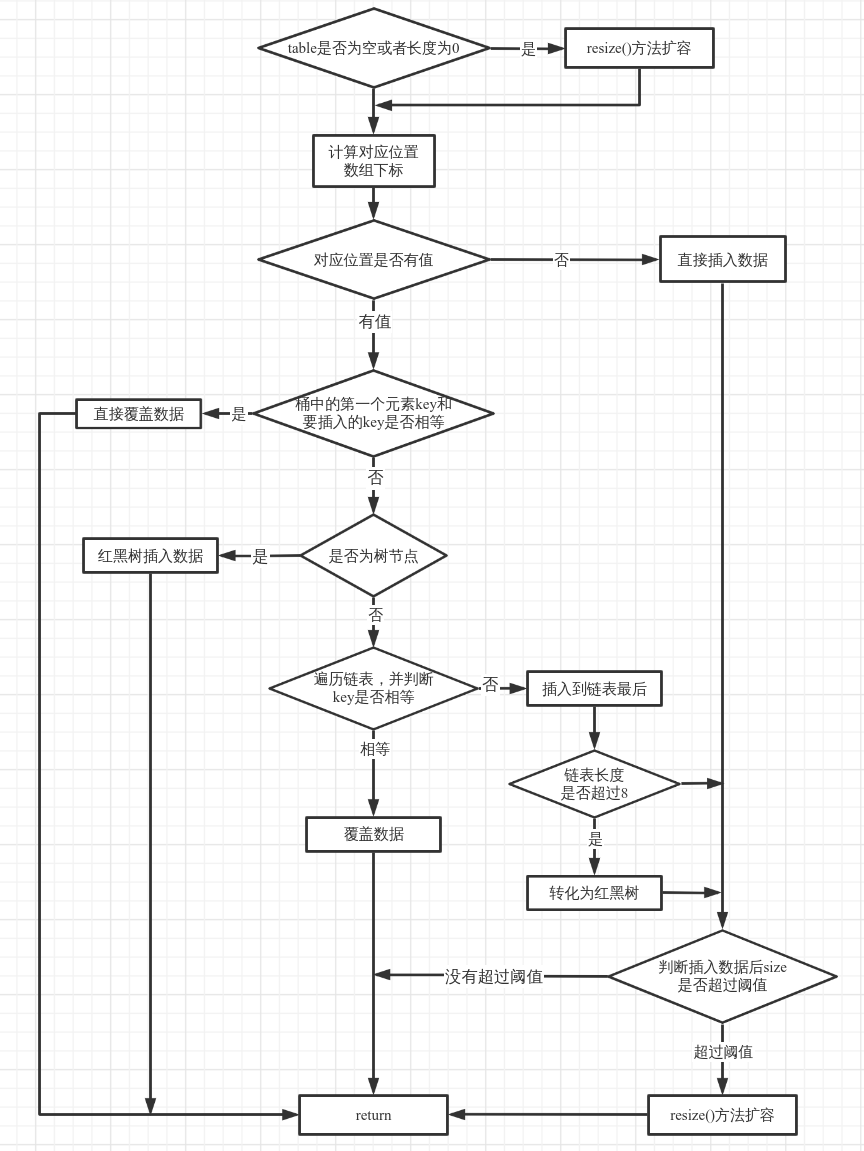 table是否为空或者长度为0
是
resize()方法扩容
计算对应位置
数组下标
对应位置是否有值
否
直接插入数据
有值
桶中的第一个元素key和
要插入的key是否相等
是
直接覆盖数据
否
是否为树节点
是
红黑树插入数据
否
遍历链表，并判断
key是否相等
否
插入到链表最后
相等
链表长度
是否超过8
是
覆盖数据
转化为红黑树
判断插入数据后size
是否超过阈值
没有超过阈值
超过阈值
return
resize()方法扩容